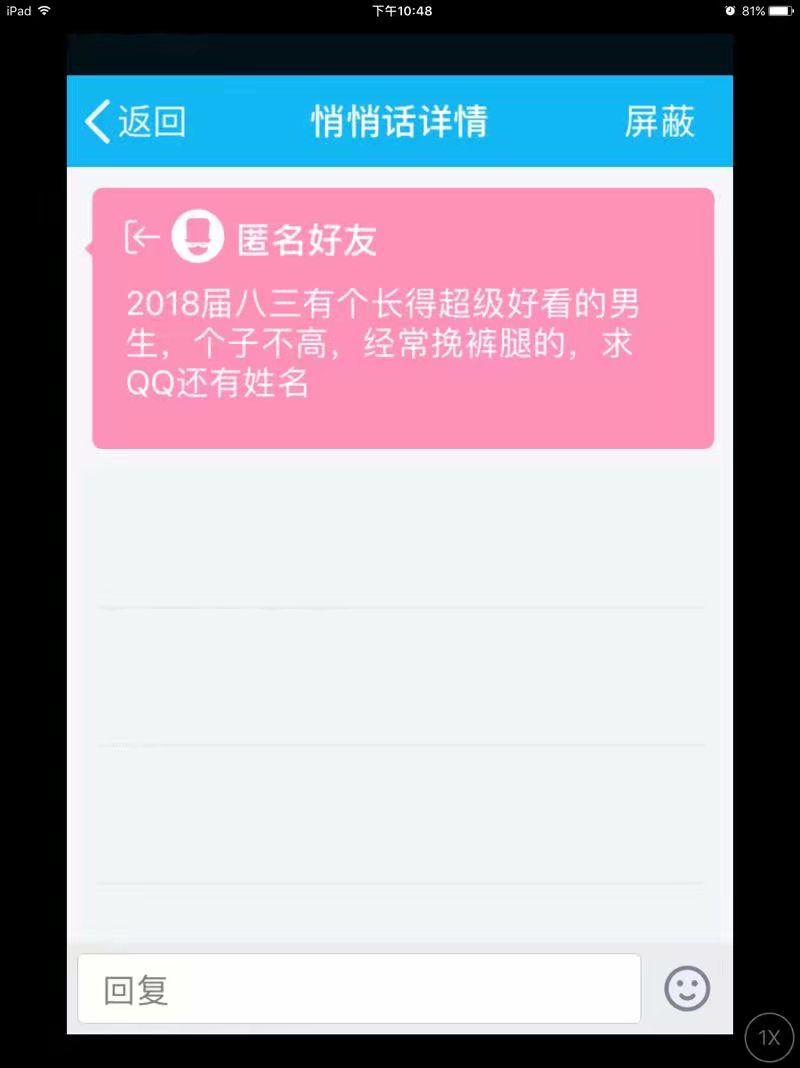 iPad 下午10:48 81%
返回 悄悄话详情 屏蔽
匿名好友
2018届八三有个长得超级好看的男
生，个子不高，经常挽裤腿的，求
QQ还有姓名
回复
1X